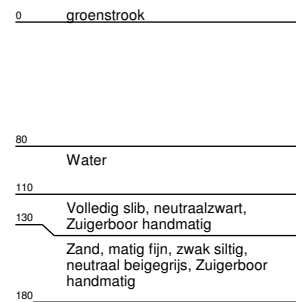 0 groenstrook
80
Water
110
Volledig slib, neutraalzwart,
130 Zuigerboor handmatig
Zand, matig fijn, zwak siltig,
neutraal beigegrijs, Zuigerboor
handmatig
180